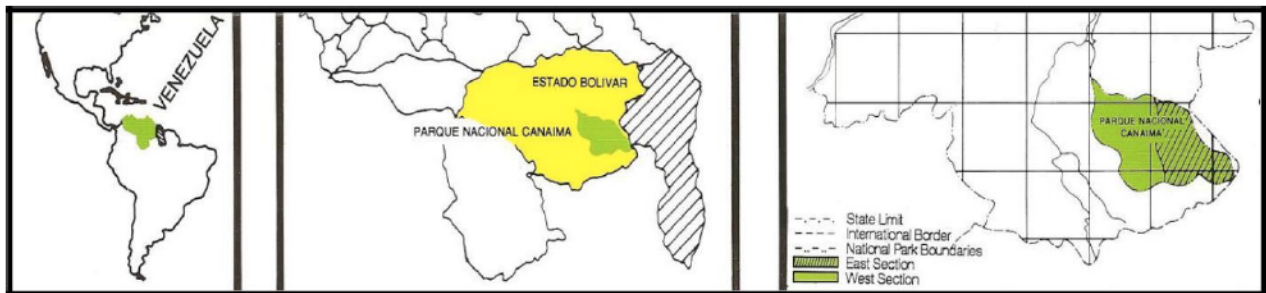 VENEZUELA
ESTADO BOLIVAR
PARQUE NACIONAL CANAIMA
PARQUE NACIONAL
CANAIMA
State Limit
International Border
National Park Boundaries
East Section
West Section